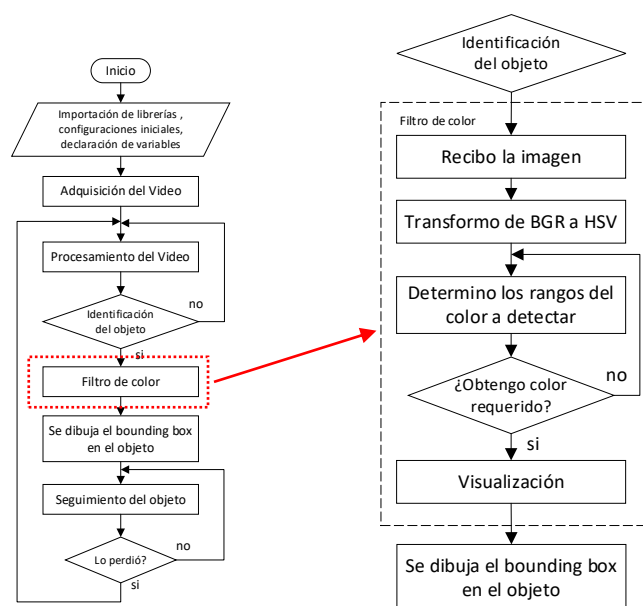 Inicio
Importación de librerías ,
configuraciones iniciales,
declaración de variables
Adquisición del Video
Procesamiento del Video
Identificación
del objeto
no
si
Filtro de color
Se dibuja el bounding box
en el objeto
Seguimiento del objeto
Lo perdió?
no
si
Identificación
del objeto
Filtro de color
Recibo la imagen
Transformo de BGR a HSV
Determino los rangos del
color a detectar
¿Obtengo color
requerido?
no
si
Visualización
Se dibuja el bounding box
en el objeto